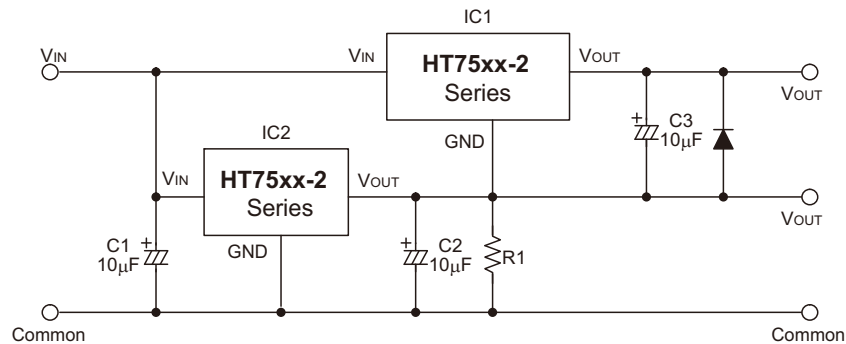 IC1
VIN
VIN
HT75xx-2
Series
VOUT
VOUT
GND
C3
+
10μF
IC2
VIN
HT75xx-2
Series
VOUT
VOUT
GND
C1
+
10μF
C2
+
10μF
R1
Common
Common